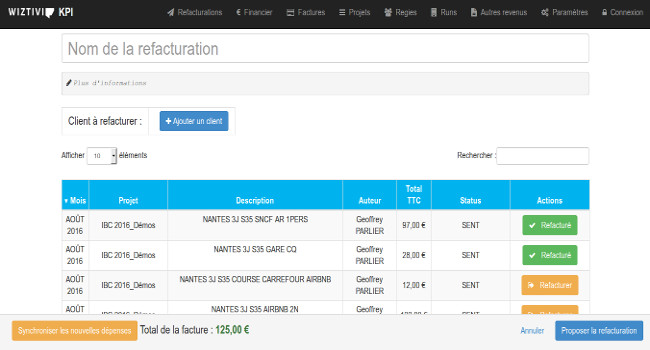 WIZTIVI KPI Refacturations € Financier Factures Projets Regies Runs Autres revenus Paramètres Connexion
Nom de la refacturation
Plus d'informations
Client à refacturer : + Ajouter un client
Afficher 10 éléments Rechercher :
Mois Projet Description Auteur Total TTC Status Actions
AOÛT 2016 IBC 2016_Démos NANTES 3J S35 SNCF AR 1PERS Geoffrey PARLIER 97,00 € SENT Refacturé
AOÛT 2016 IBC 2016_Démos NANTES 3J S35 GARE CQ Geoffrey PARLIER 28,00 € SENT Refacturé
AOÛT 2016 IBC 2016_Démos NANTES 3J S35 COURSE CARREFOUR AIRBNB Geoffrey PARLIER 12,00 € SENT Refacturer
AOÛT IBC 2016_Démos NANTES 3J S35 AIRBNB 2N Geoffrey SENT Refacturer
Synchroniser les nouvelles dépenses Total de la facture : 125,00 € Annuler Proposer la refacturation